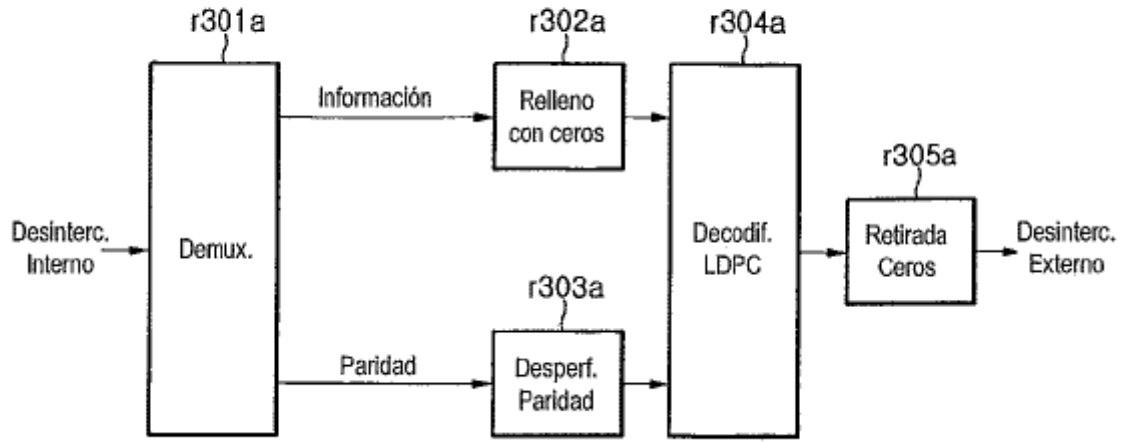 r301a
r302a
r304a
Información
Relleno
con ceros
r305a
Desinterc.
Interno
Demux.
Decodif.
LDPC
Retirada
Ceros
Desinterc.
Externo
r303a
Paridad
Desperf.
Paridad